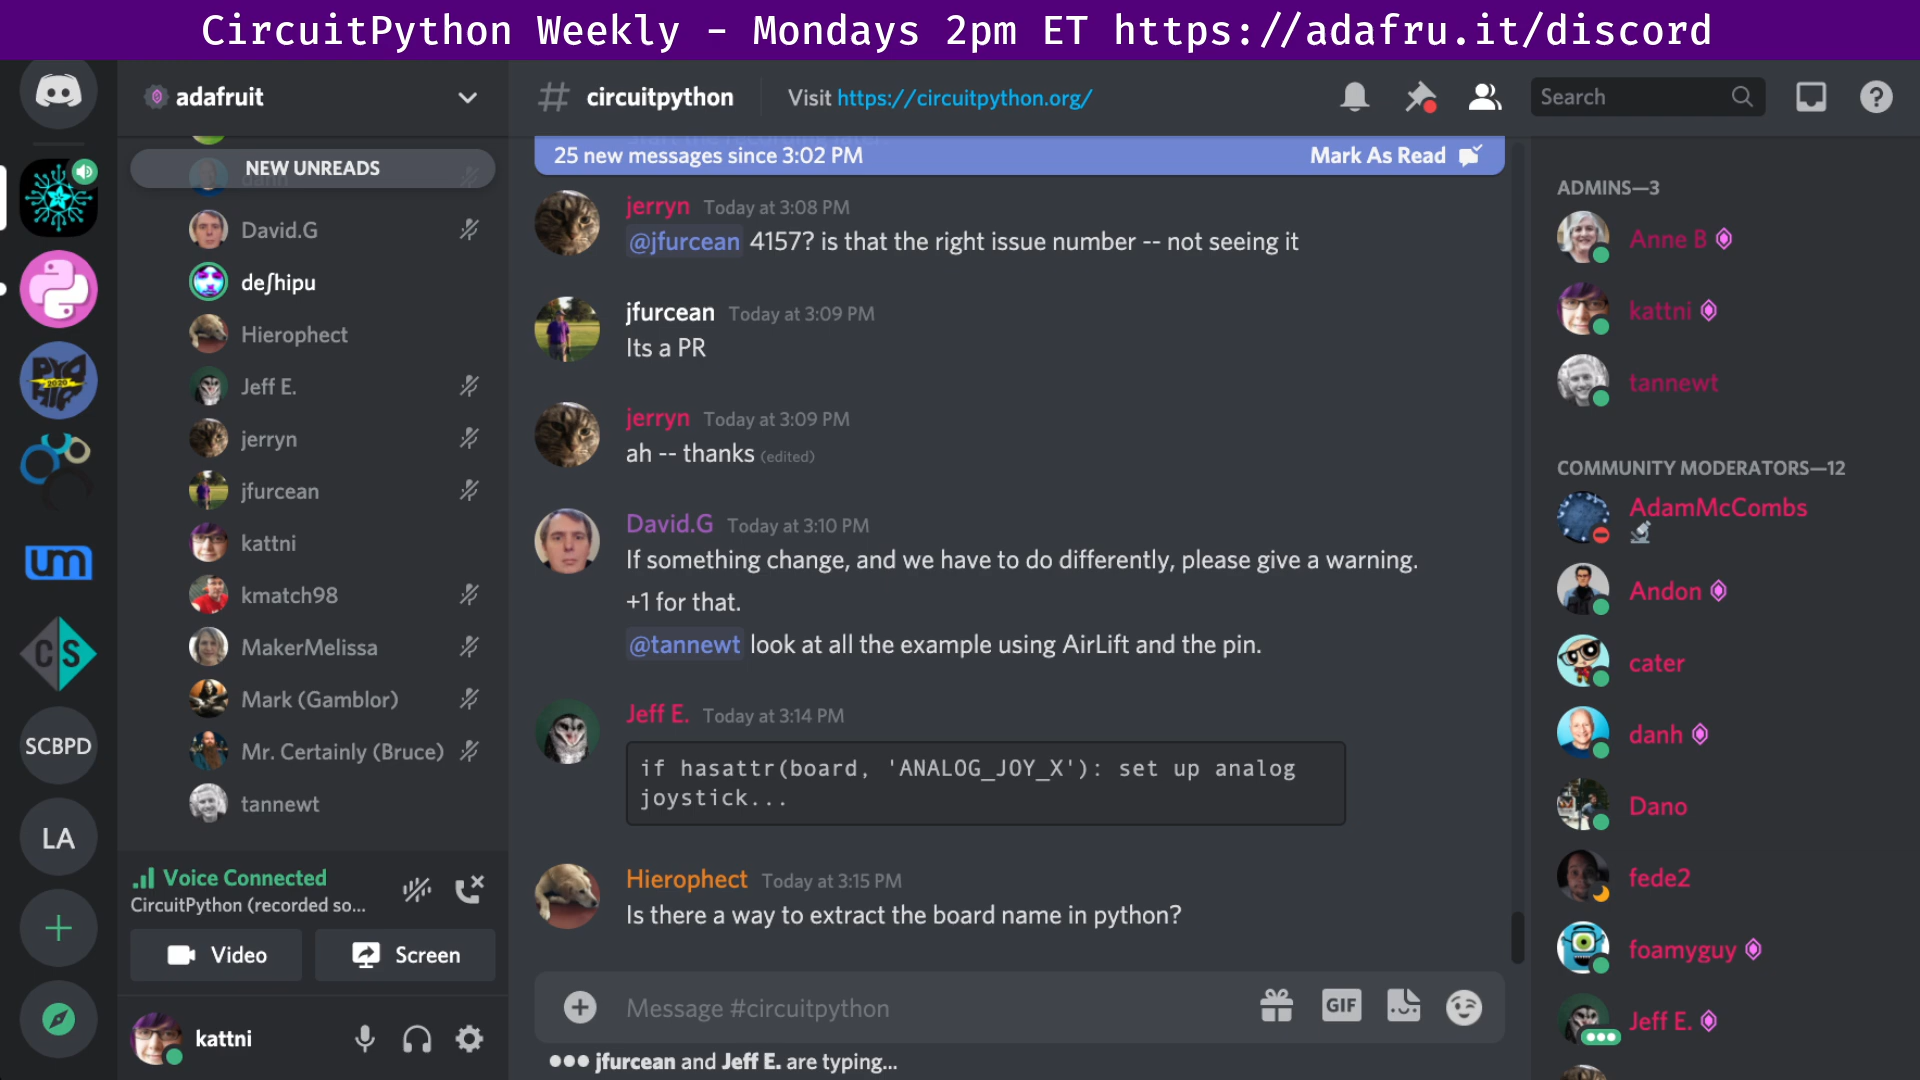 CircuitPython Weekly - Mondays 2pm ET https://adafru.it/discord
adafruit
NEW UNREADS
David.G
deʃhipu
Hierophect
Jeff E.
jerryn
jfurcean
kattni
kmatch98
MakerMelissa
Mark (Gamblor)
Mr. Certainly (Bruce)
tannewt
Voice Connected
CircuitPython (recorded so...
Video
Screen
kattni
PYOHIO
2020
um
CS
SCBPD
LA
circuitpython
Visit https://circuitpython.org/
Search
25 new messages since 3:02 PM
Mark As Read
jerryn Today at 3:08 PM
@jfurcean 4157? is that the right issue number -- not seeing it
jfurcean Today at 3:09 PM
Its a PR
jerryn Today at 3:09 PM
ah -- thanks (edited)
David.G Today at 3:10 PM
If something change, and we have to do differently, please give a warning.
+1 for that.
@tannewt look at all the example using AirLift and the pin.
Jeff E. Today at 3:14 PM
if hasattr(board, 'ANALOG_JOY_X'): set up analog
joystick...
Hierophect Today at 3:15 PM
Is there a way to extract the board name in python?
Message #circuitpython
GIF
jfurcean and Jeff E. are typing...
ADMINS—3
Anne B
kattni
tannewt
COMMUNITY MODERATORS—12
AdamMcCombs
Andon
cater
danh
Dano
fede2
foamyguy
Jeff E.